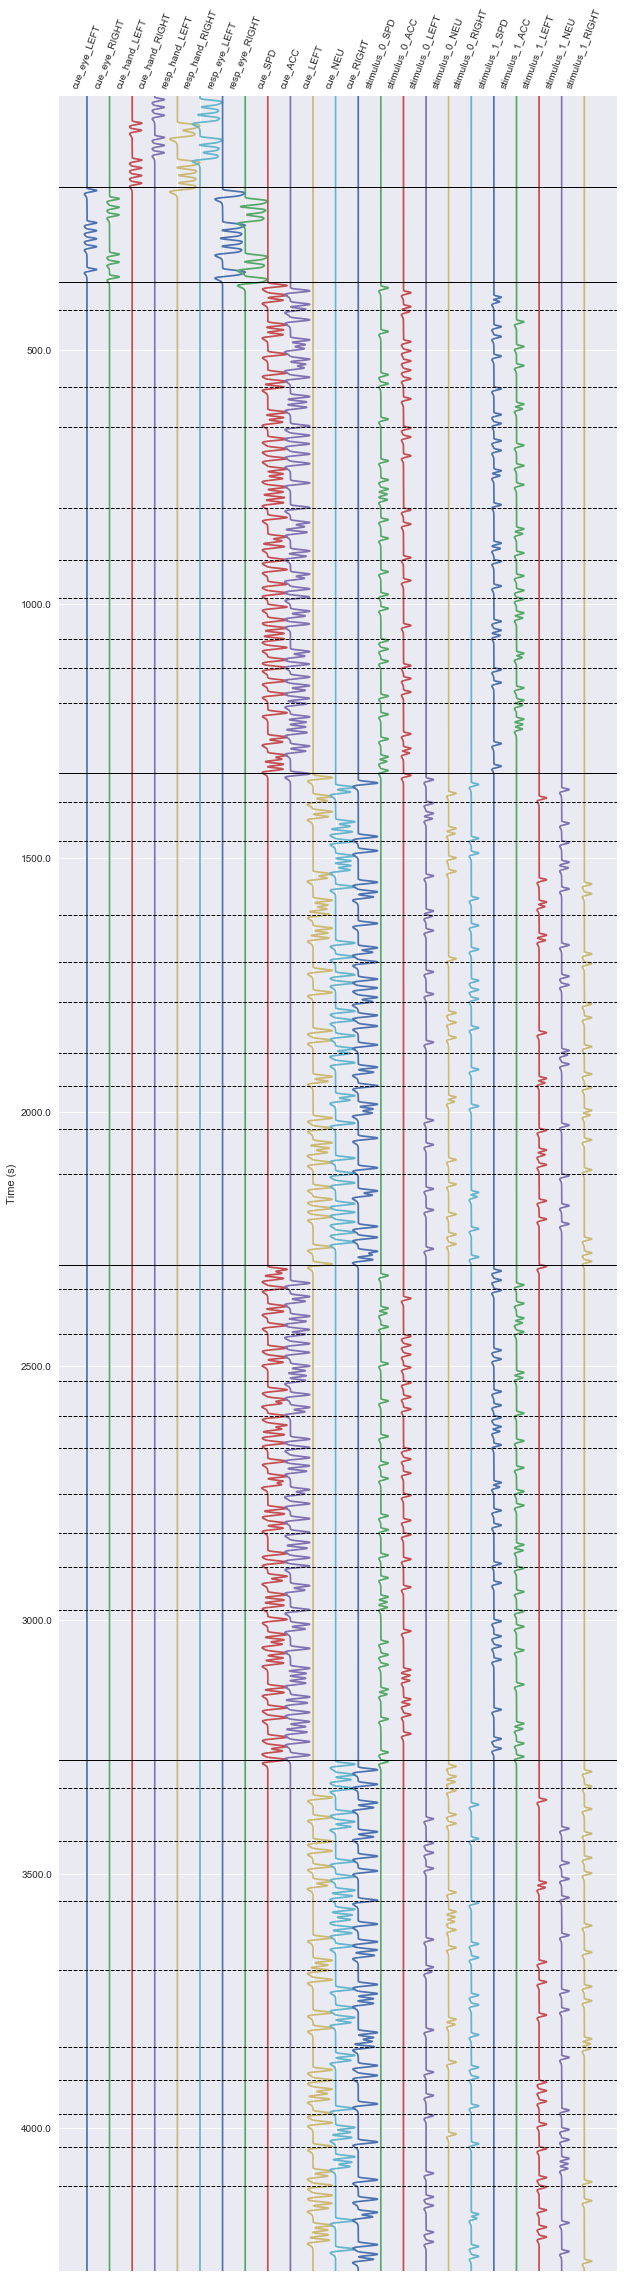 cue_eye_LEFT
cue_eye_RIGHT
cue_hand_LEFT
cue_hand_RIGHT
resp_hand_LEFT
resp_hand_RIGHT
resp_eye_LEFT
resp_eye_RIGHT
cue_SPD
cue_ACC
cue_LEFT
cue_NEU
cue_RIGHT
stimulus_0_SPD
stimulus_0_ACC
stimulus_0_LEFT
stimulus_0_NEU
stimulus_0_RIGHT
stimulus_1_SPD
stimulus_1_ACC
stimulus_1_LEFT
stimulus_1_NEU
stimulus_1_RIGHT
500.0
1000.0
1500.0
2000.0
Time (s)
2500.0
3000.0
3500.0
4000.0